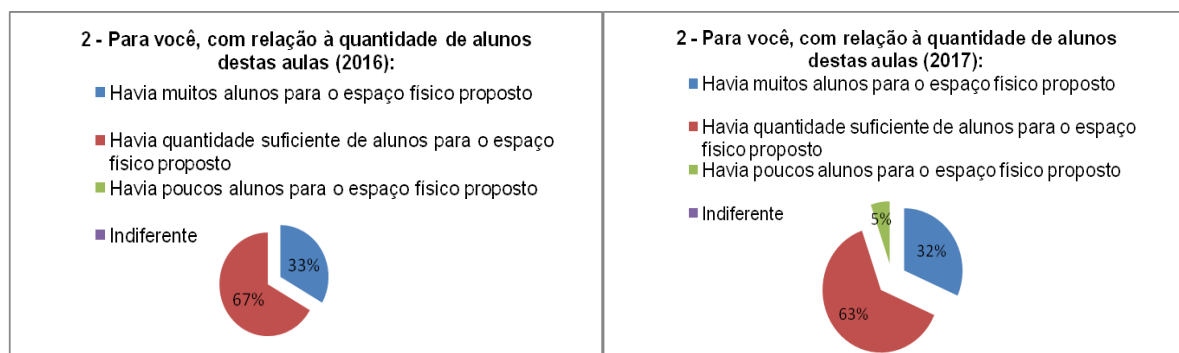 2 - Para você, com relação à quantidade de alunos
destas aulas (2016):
Havia muitos alunos para o espaço físico proposto
Havia quantidade suficiente de alunos para o espaço
físico proposto
Havia poucos alunos para o espaço físico proposto
Indiferente
33%
67%
2 - Para você, com relação à quantidade de alunos
destas aulas (2017):
Havia muitos alunos para o espaço físico proposto
Havia quantidade suficiente de alunos para o espaço
físico proposto
Havia poucos alunos para o espaço físico proposto
Indiferente
5%
32%
63%